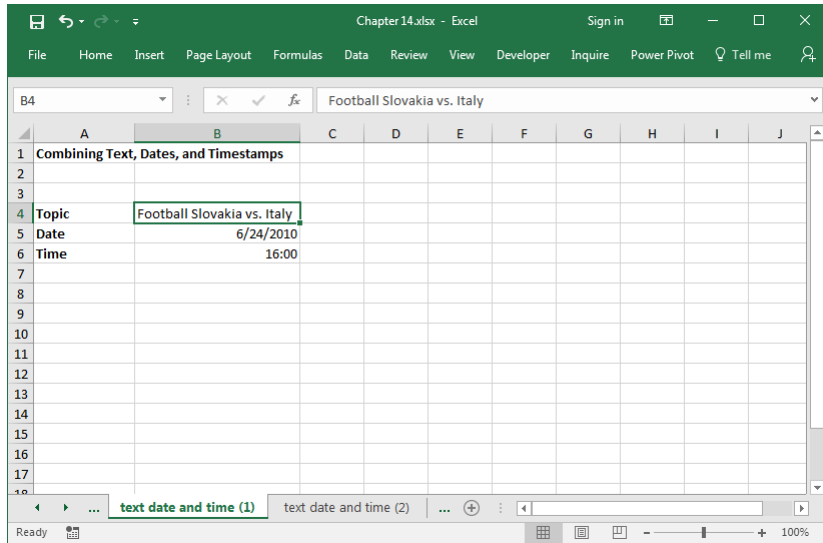 Chapter 14.xlsx - Excel Sign in
File Home Insert Page Layout Formulas Data Review View Developer Inquire Power Pivot Tell me
B4 fx Football Slovakia vs. Italy
A B C D E F G H I J
1 Combining Text, Dates, and Timestamps
2
3
4 Topic Football Slovakia vs. Italy
5 Date 6/24/2010
6 Time 16:00
7
8
9
10
11
12
13
14
15
16
17
18
... text date and time (1) text date and time (2) ...
Ready 100%